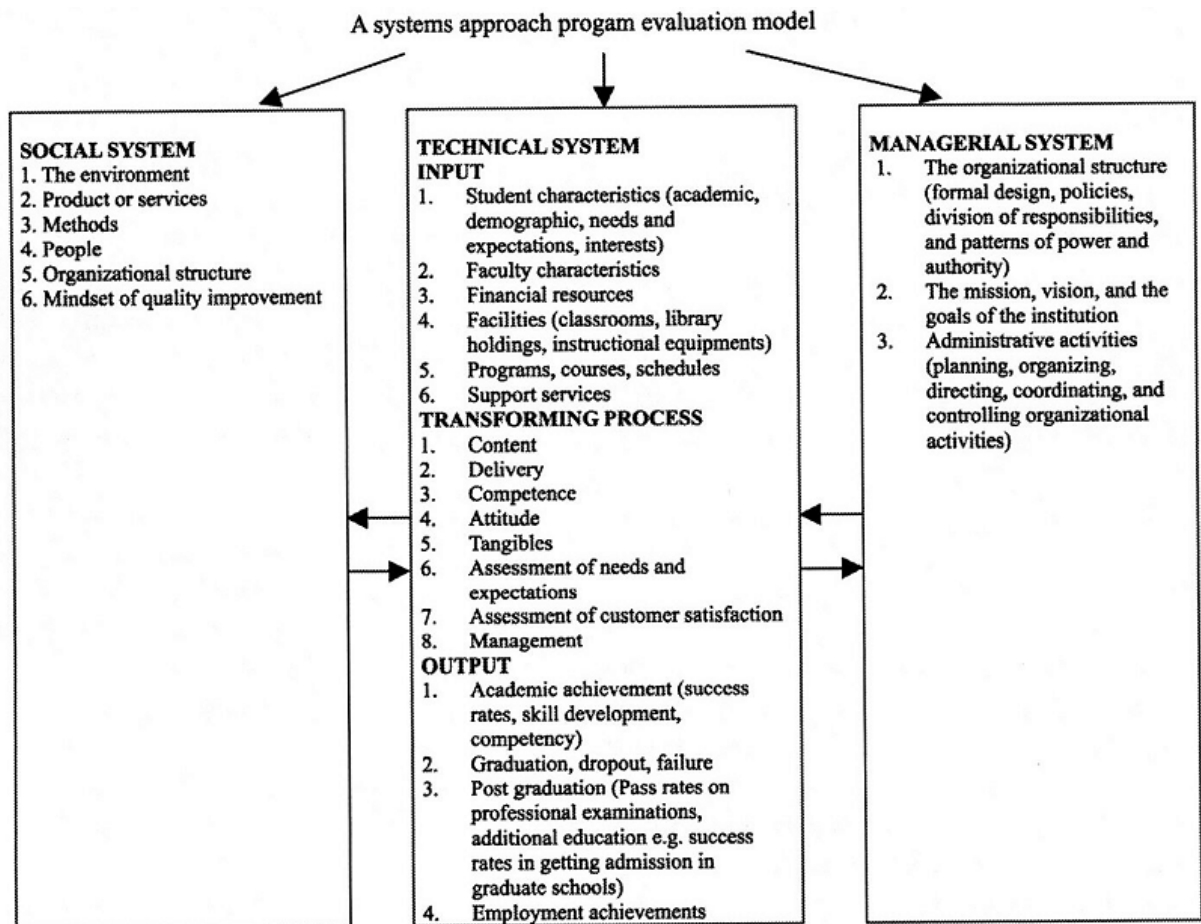 A systems approach progam evaluation model
SOCIAL SYSTEM
1. The environment
2. Product or services
3. Methods
4. People
5. Organizational structure
6. Mindset of quality improvement
TECHNICAL SYSTEM
INPUT
1. Student characteristics (academic,
demographic, needs and
expectations, interests)
2. Faculty characteristics
3. Financial resources
4. Facilities (classrooms, library
holdings, instructional equipments)
5. Programs, courses, schedules
6. Support services
TRANSFORMING PROCESS
1. Content
2. Delivery
3. Competence
4. Attitude
5. Tangibles
6. Assessment of needs and
expectations
7. Assessment of customer satisfaction
8. Management
OUTPUT
1. Academic achievement (success
rates, skill development,
competency)
2. Graduation, dropout, failure
3. Post graduation (Pass rates on
professional examinations,
additional education e.g. success
rates in getting admission in
graduate schools)
4. Employment achievements
MANAGERIAL SYSTEM
1. The organizational structure
(formal design, policies,
division of responsibilities,
and patterns of power and
authority)
2. The mission, vision, and the
goals of the institution
3. Administrative activities
(planning, organizing,
directing, coordinating, and
controlling organizational
activities)